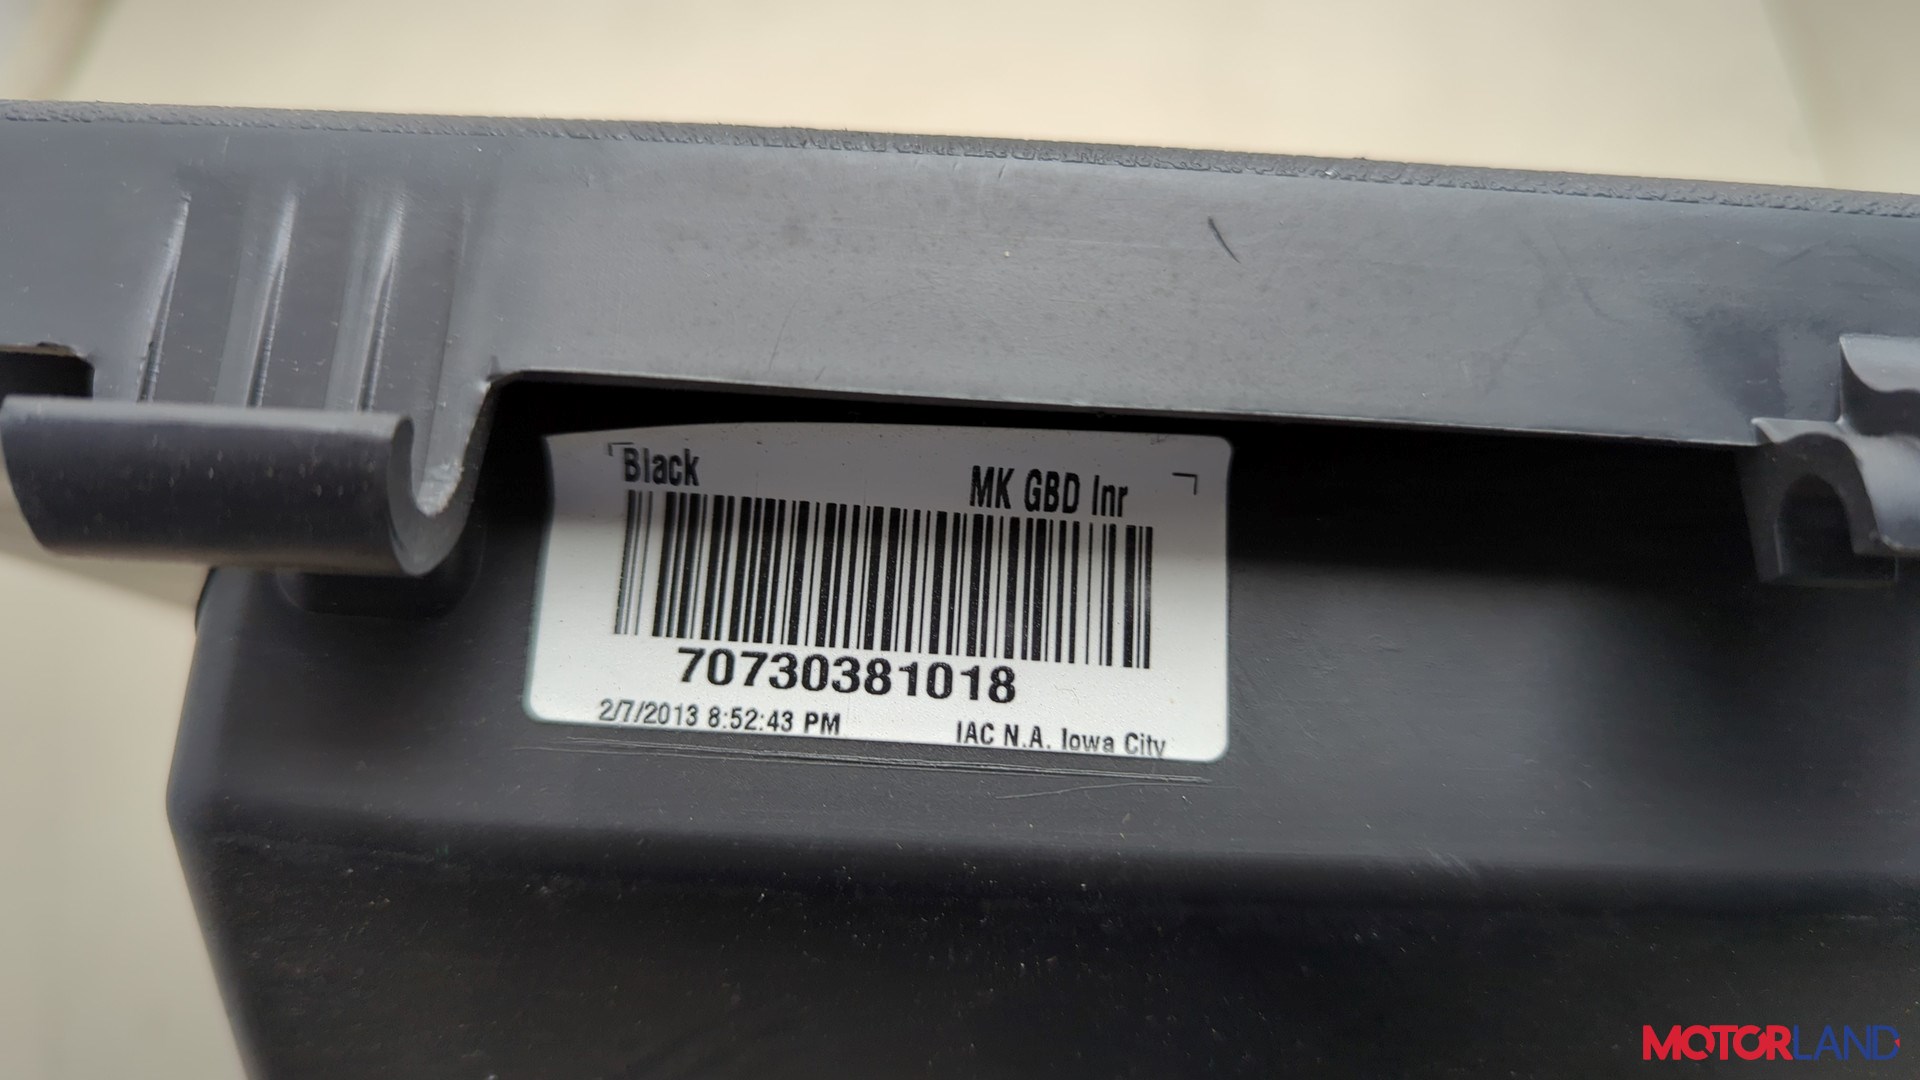 Black MK GBD Inr
70730381018
2/7/2013 8:52:43 PM IAC N.A. Iowa City
MOTORLAND